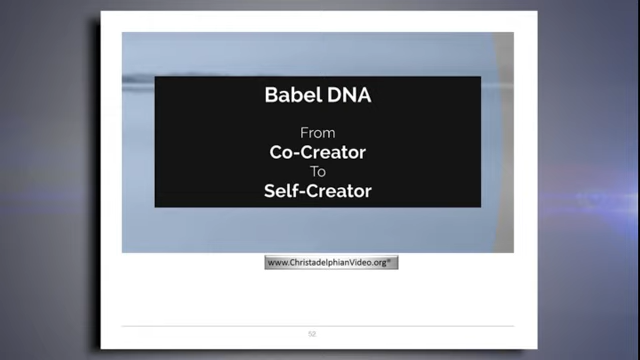 Babel DNA
From
Co-Creator
To
Self-Creator
www.ChristadelphianVideo.org®
52